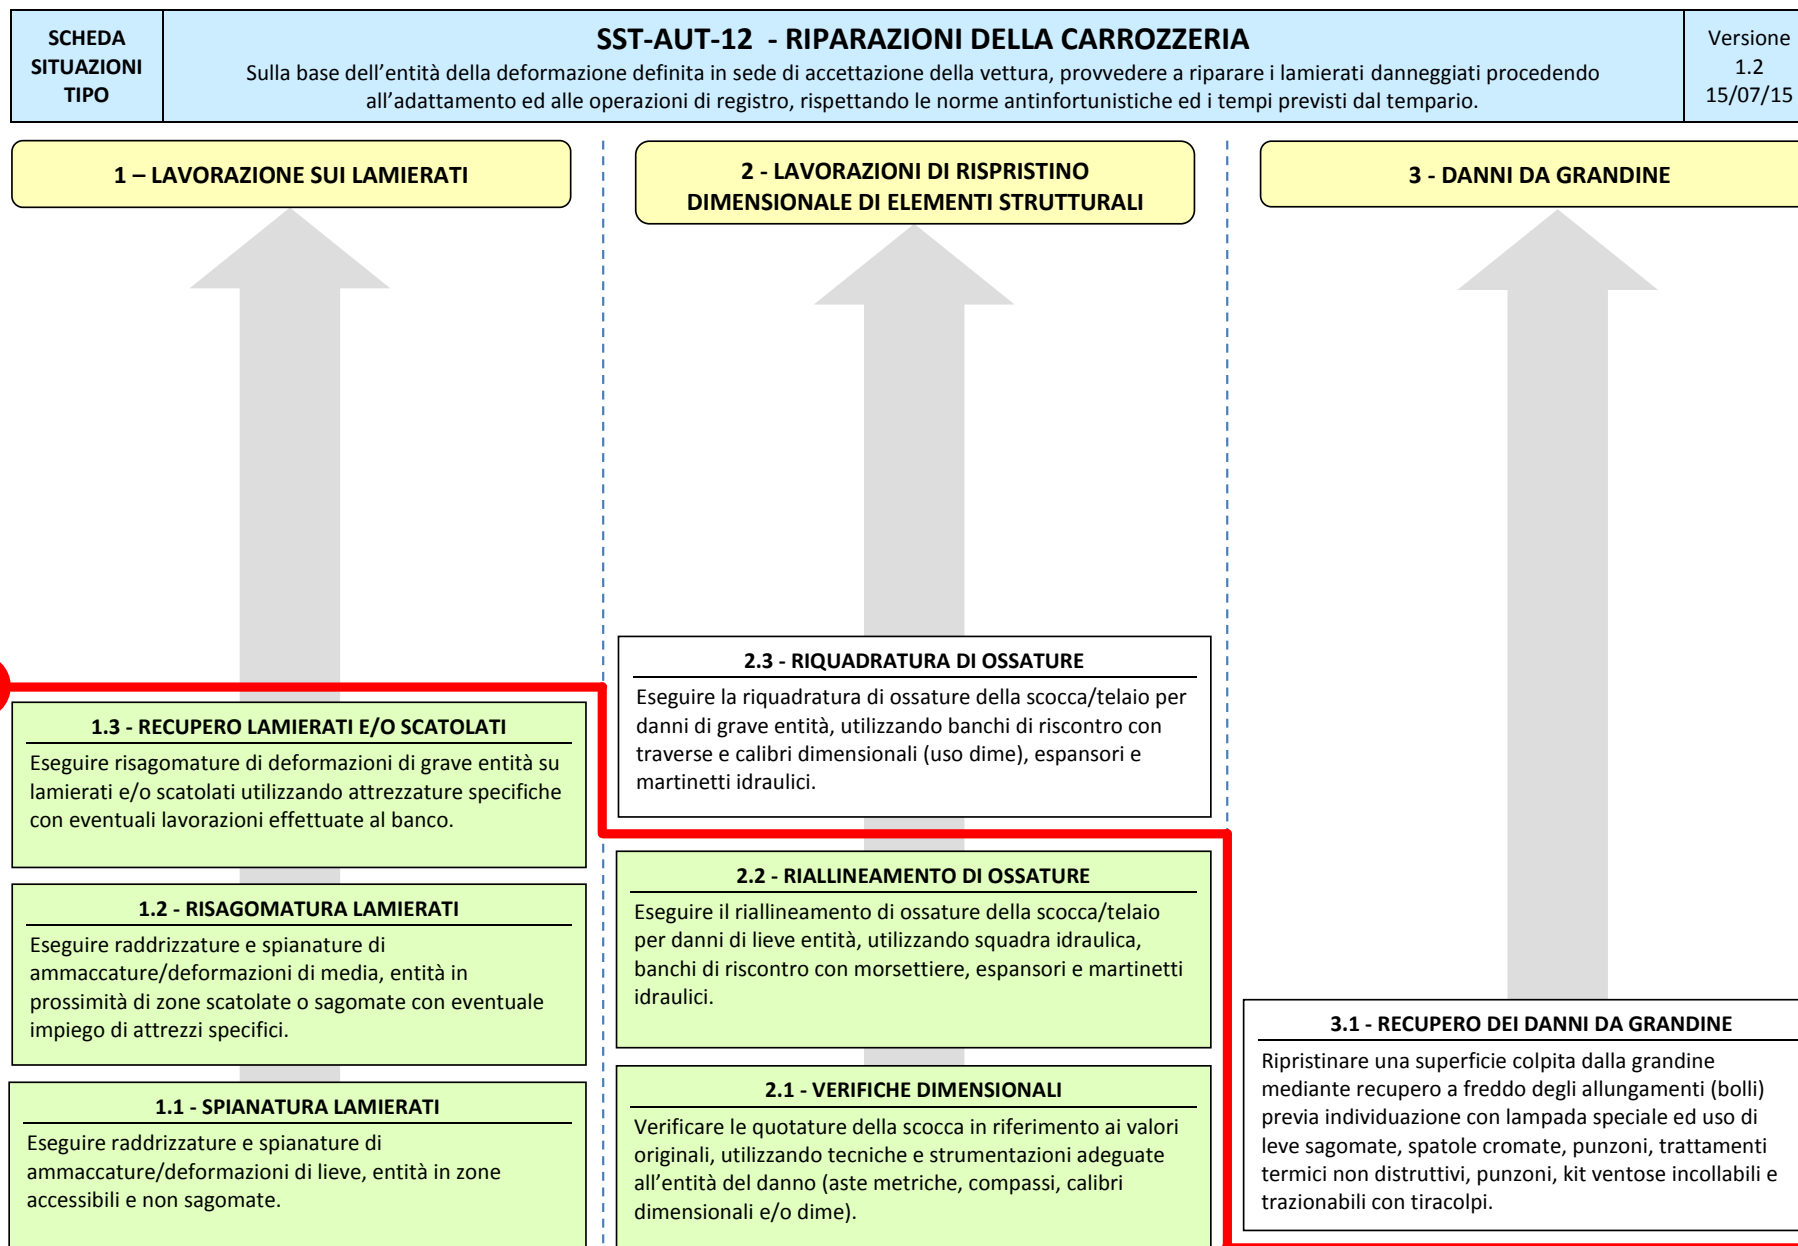 SCHEDA
SITUAZIONI
TIPO
SST-AUT-12 - RIPARAZIONI DELLA CARROZZERIA
Sulla base dell'entità della deformazione definita in sede di accettazione della vettura, provvedere a riparare i lamierati danneggiati procedendo
all'adattamento ed alle operazioni di registro, rispettando le norme antinfortunistiche ed i tempi previsti dal tempario.
Versione
1.2
15/07/15
1 – LAVORAZIONE SUI LAMIERATI
2 - LAVORAZIONI DI RISPRISTINO
DIMENSIONALE DI ELEMENTI STRUTTURALI
3 - DANNI DA GRANDINE
1.3 - RECUPERO LAMIERATI E/O SCATOLATI
Eseguire risagomature di deformazioni di grave entità su
lamierati e/o scatolati utilizzando attrezzature specifiche
con eventuali lavorazioni effettuate al banco.
1.2 - RISAGOMATURA LAMIERATI
Eseguire raddrizzature e spianature di
ammaccature/deformazioni di media, entità in
prossimità di zone scatolate o sagomate con eventuale
impiego di attrezzi specifici.
1.1 - SPIANATURA LAMIERATI
Eseguire raddrizzature e spianature di
ammaccature/deformazioni di lieve, entità in zone
accessibili e non sagomate.
2.3 - RIQUADRATURA DI OSSATURE
Eseguire la riquadratura di ossature della scocca/telaio per
danni di grave entità, utilizzando banchi di riscontro con
traverse e calibri dimensionali (uso dime), espansori e
martinetti idraulici.
2.2 - RIALLINEAMENTO DI OSSATURE
Eseguire il riallineamento di ossature della scocca/telaio
per danni di lieve entità, utilizzando squadra idraulica,
banchi di riscontro con morsettiere, espansori e martinetti
idraulici.
2.1 - VERIFICHE DIMENSIONALI
Verificare le quotature della scocca in riferimento ai valori
originali, utilizzando tecniche e strumentazioni adeguate
all'entità del danno (aste metriche, compassi, calibri
dimensionali e/o dime).
3.1 - RECUPERO DEI DANNI DA GRANDINE
Ripristinare una superficie colpita dalla grandine
mediante recupero a freddo degli allungamenti (bolli)
previa individuazione con lampada speciale ed uso di
leve sagomate, spatole cromate, punzoni, trattamenti
termici non distruttivi, punzoni, kit ventose incollabili e
trazionabili con tiracolpi.